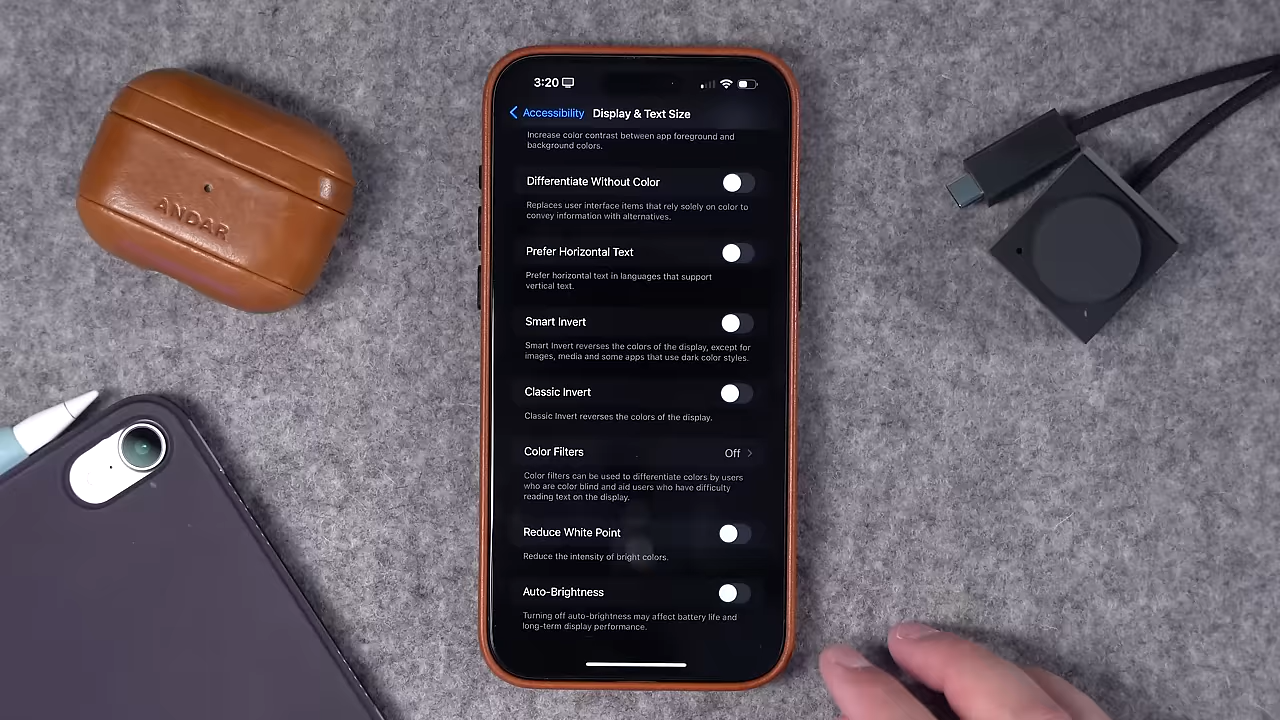 3:20
Accessibility Display & Text Size
Increase color contrast between app foreground and
background colors.
Differentiate Without Color
Replaces user interface items that rely solely on color to
convey information with alternatives.
Prefer Horizontal Text
Prefer horizontal text in languages that support
vertical text.
Smart Invert
Smart Invert reverses the colors of the display, except for
images, media and some apps that use dark color styles.
Classic Invert
Classic Invert reverses the colors of the display.
Color Filters Off
Color filters can be used to differentiate colors by users
who are color blind and aid users who have difficulty
reading text on the display.
Reduce White Point
Reduce the intensity of bright colors.
Auto-Brightness
Turning off auto-brightness may affect battery life and
long-term display performance.
ANDAR